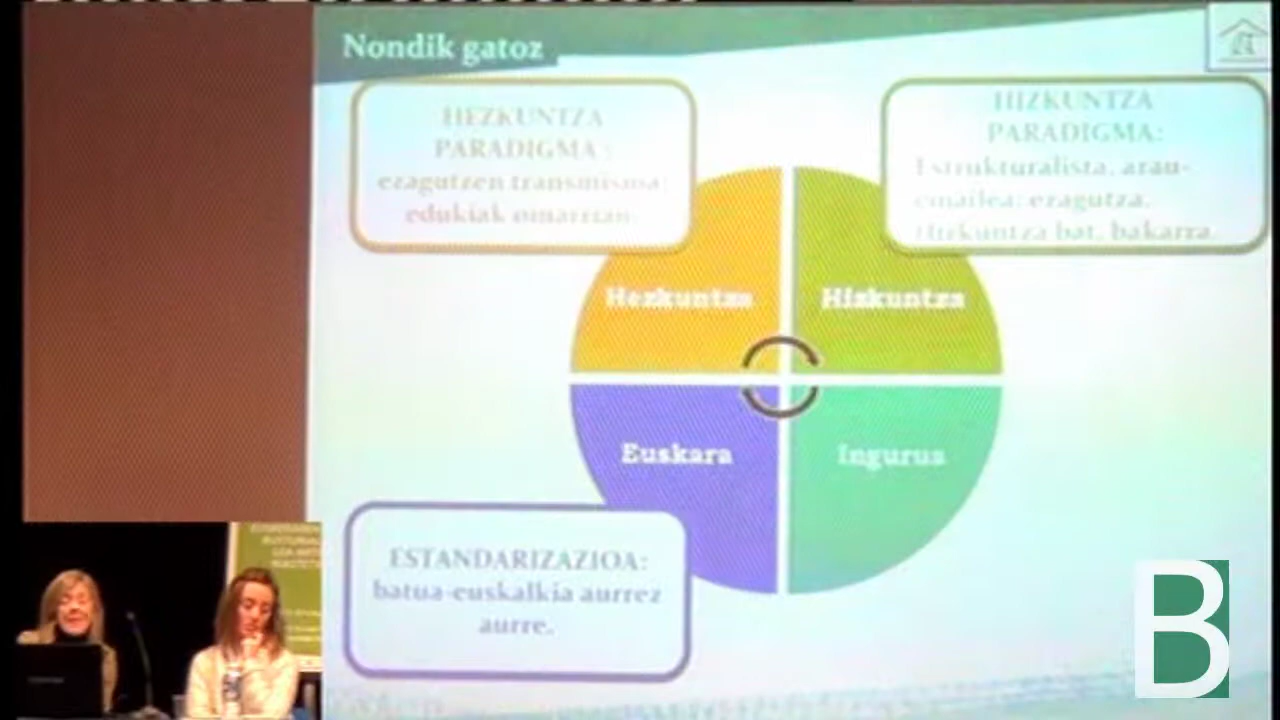 Nondik gatoz
HEZKUNTZA
PARADIGMA:
ezagutzen transmisioa;
edukiak oinarrian.
HIZKUNTZA
PARADIGMA:
Estrukturalista, arau-
emailea: ezagutza.
Hizkuntza bat, bakarra.
Hezkuntza
Hizkuntza
Euskara
Ingurua
ESTANDARIZAZIOA:
batua-euskalkia aurrez
aurre.
B